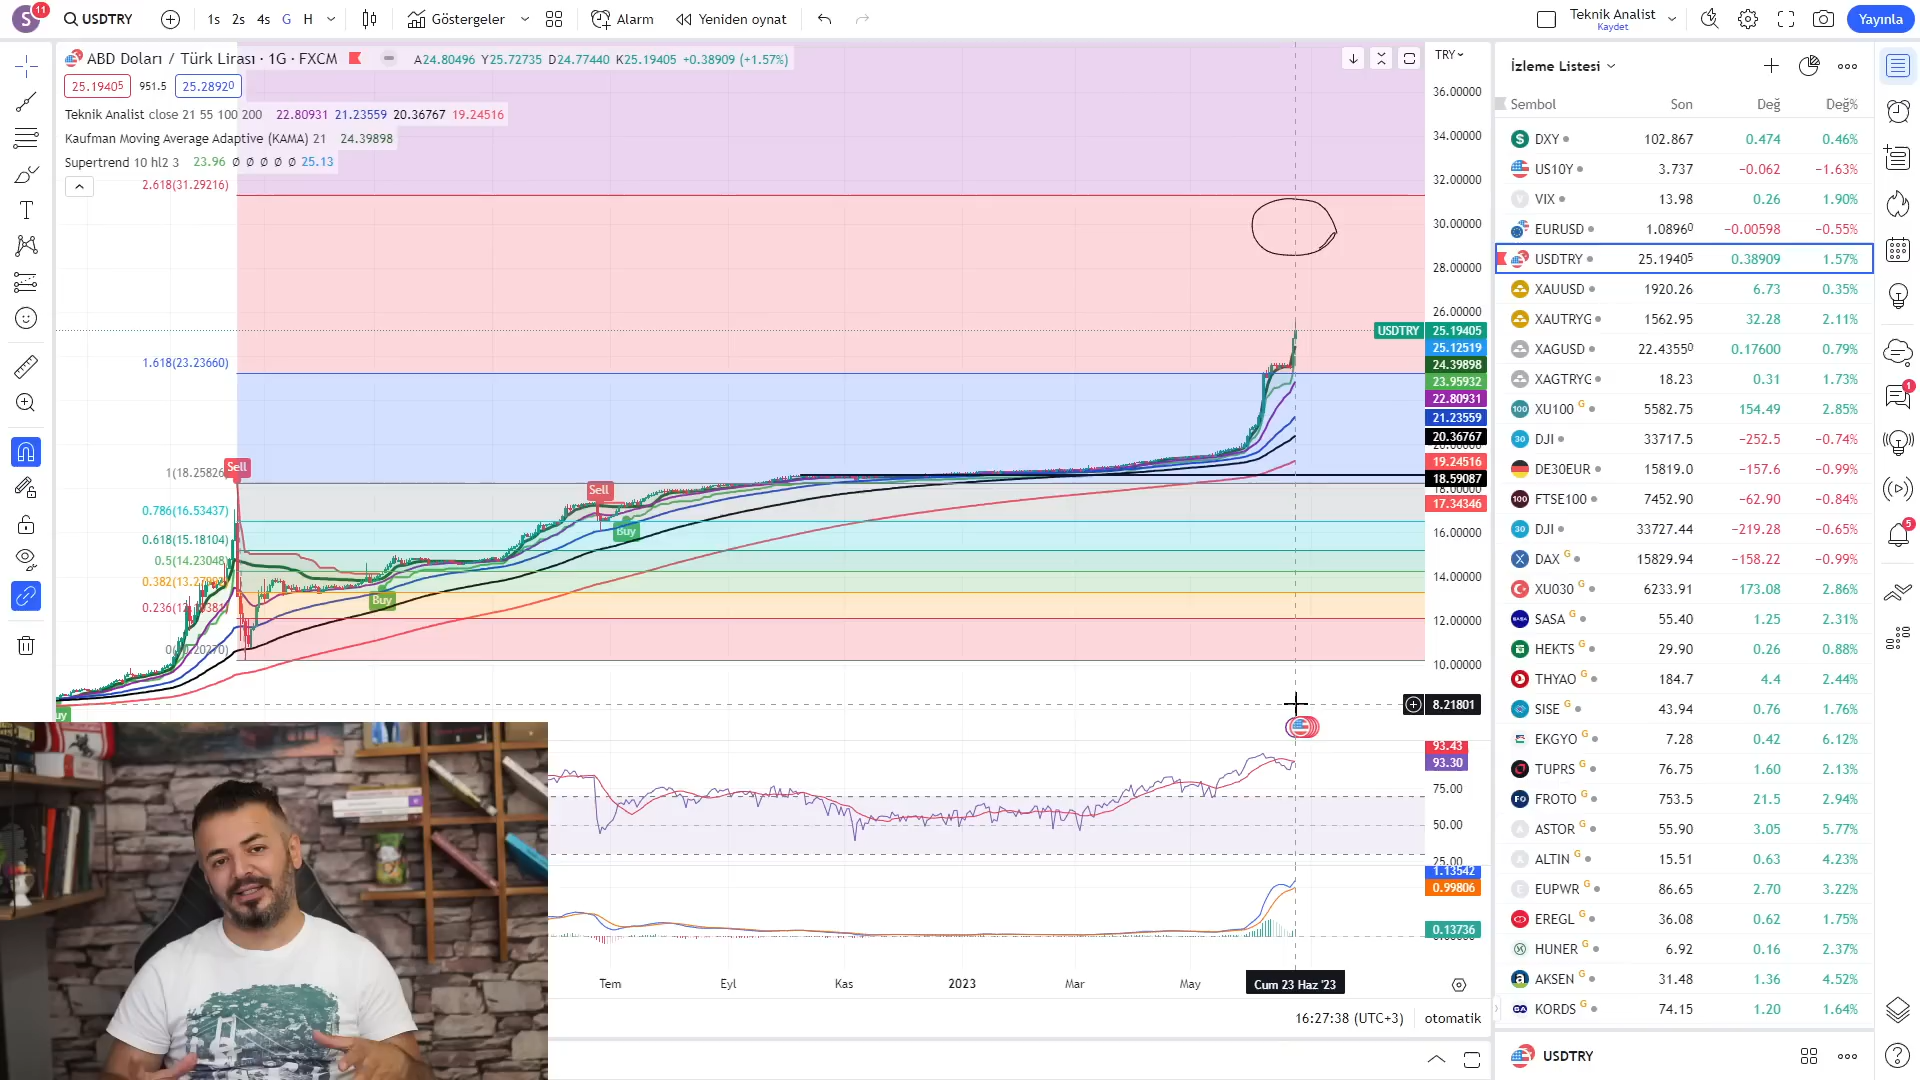 S 11 USDTRY 1s 2s 4s G H Göstergeler Alarm Yeniden oynat Teknik Analist Kaydet Yayınla
ABD Doları / Türk Lirası · 1G · FXCM A24.80496 Y25.72735 D24.77440 K25.19405 +0.38909 (+1.57%)
25.19405 951.5 25.28920
Teknik Analist close 21 55 100 200 22.80931 21.23559 20.36767 19.24516
Kaufman Moving Average Adaptive (KAMA) 21 24.39898
Supertrend 10 hl2 3 23.96 ∅ ∅ ∅ ∅ ∅ 25.13
2.618(31.29216)
1.618(23.23660)
1(18.25826
Sell
0.786(16.53437)
0.618(15.18104)
0.5(14.23048)
Sell
Buy
Buy
TRY
36.00000
34.00000
32.00000
30.00000
28.00000
26.00000
USDTRY 25.19405
25.12519
24.39898
23.95932
22.80931
21.23559
20.36767
19.24516
18.59087
18.00000
17.34346
16.00000
14.00000
12.00000
10.00000
8.21801
93.43
93.30
75.00
50.00
25.00
1.13542
0.99806
0.13736
Tem Eyl Kas 2023 Mar May Cum 23 Haz '23
16:27:38 (UTC+3) otomatik
İzleme Listesi
Sembol Son Değ Değ%
DXY 102.867 0.474 0.46%
US10Y 3.737 −0.062 −1.63%
VIX 13.98 0.26 1.90%
EURUSD 1.08960 −0.00598 −0.55%
USDTRY 25.19405 0.38909 1.57%
XAUUSD 1920.26 6.73 0.35%
XAUTRYG 1562.95 32.28 2.11%
XAGUSD 22.43550 0.17600 0.79%
XAGTRYG 18.23 0.31 1.73%
100 XU100 G 5582.75 154.49 2.85%
30 DJI 33717.5 −252.5 −0.74%
DE30EUR 15819.0 −157.6 −0.99%
100 FTSE100 7452.90 −62.90 −0.84%
30 DJI 33727.44 −219.28 −0.65%
DAX G 15829.94 −158.22 −0.99%
XU030 G 6233.91 173.08 2.86%
SASA G 55.40 1.25 2.31%
HEKTS G 29.90 0.26 0.88%
THYAO G 184.7 4.4 2.44%
SISE G 43.94 0.76 1.76%
EKGYO G 7.28 0.42 6.12%
TUPRS G 76.75 1.60 2.13%
FROTO G 753.5 21.5 2.94%
A ASTOR G 55.90 3.05 5.77%
A ALTIN G 15.51 0.63 4.23%
E EUPWR G 86.65 2.70 3.22%
EREGL G 36.08 0.62 1.75%
HUNER G 6.92 0.16 2.37%
AKSEN G 31.48 1.36 4.52%
KORDS G 74.15 1.20 1.64%
USDTRY
1
5